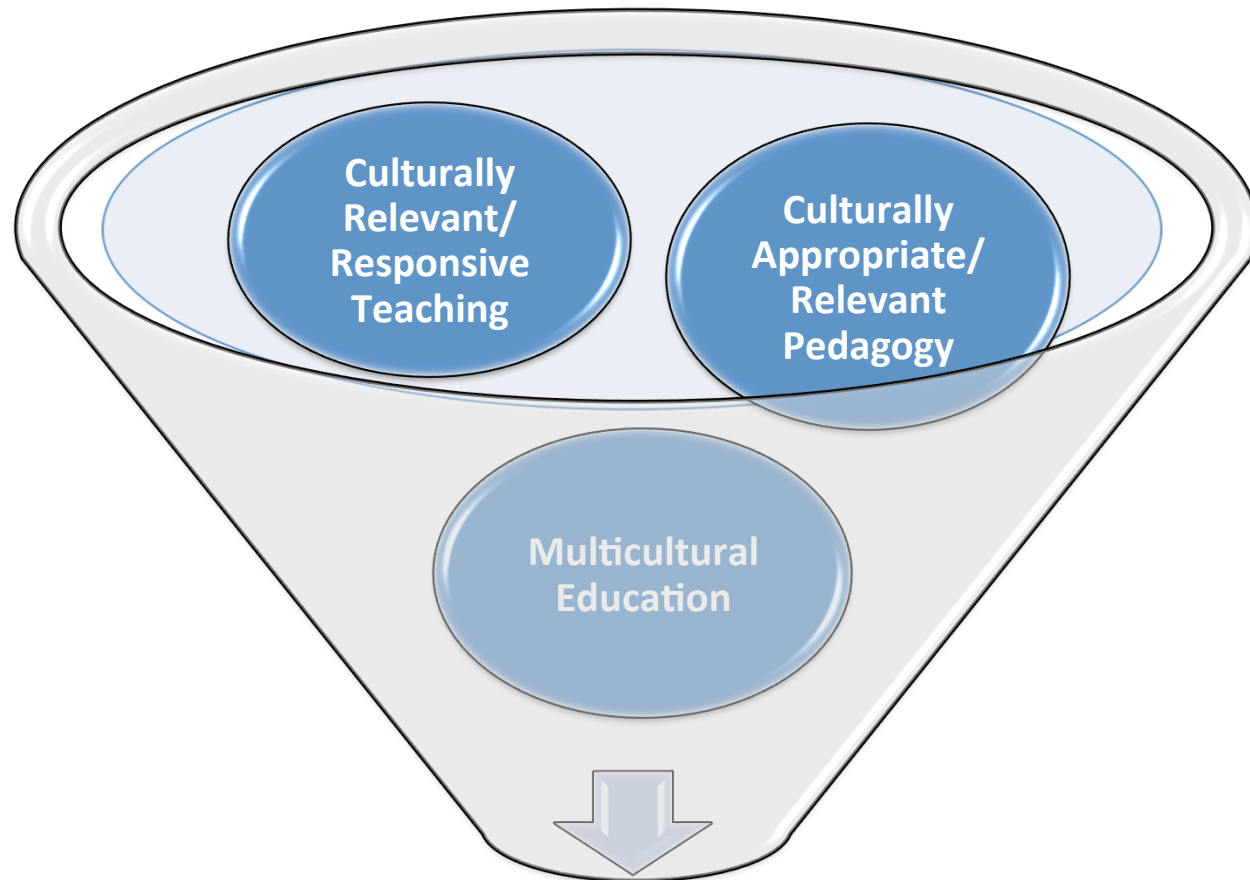 Culturally
Relevant/
Responsive
Teaching
Culturally
Appropriate/
Relevant
Pedagogy
Multicultural
Education